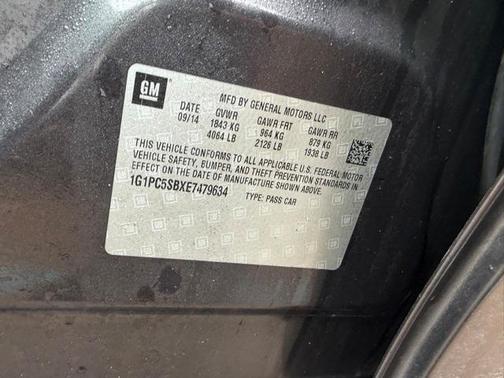 GM
MFD BY GENERAL MOTORS LLC
DATE GVWR GAWR FRT GAWR RR
09/14 1843 KG 964 KG 879 KG
4064 LB 2126 LB 1938 LB
THIS VEHICLE CONFORMS TO ALL APPLICABLE U.S. FEDERAL MOTOR
VEHICLE SAFETY, BUMPER, AND THEFT PREVENTION STANDARDS IN
EFFECT ON THE DATE OF MANUFACTURE SHOWN ABOVE.
1G1PC5SBXE7479634
TYPE: PASS CAR